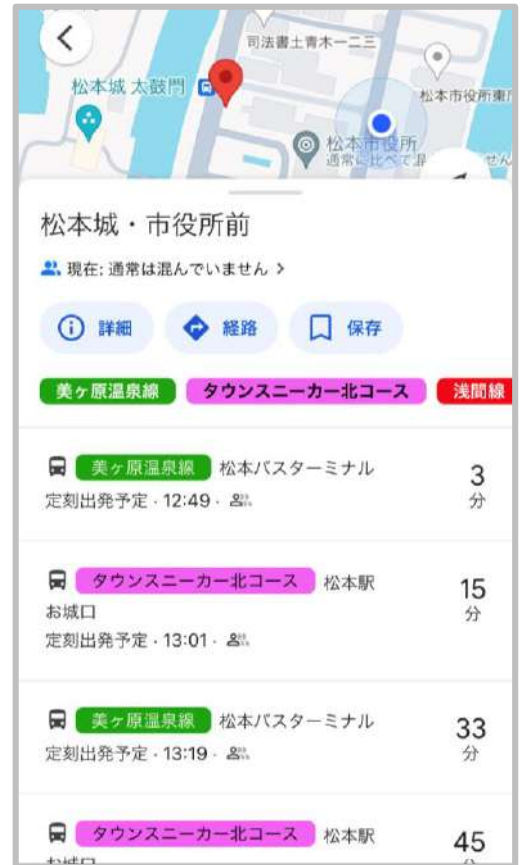 司法書士青木一二三
松本城 太鼓門
松本市役所東
松本市役所
松本城・市役所前
現在: 通常は混んでいません >
詳細
経路
保存
美ヶ原温泉線 タウンスニーカー北コース 浅間線
美ヶ原温泉線 松本バスターミナル
3
定刻出発予定・12:49・
分
タウンスニーカー北コース 松本駅
15
お城口
分
定刻出発予定・13:01・
美ヶ原温泉線 松本バスターミナル
33
定刻出発予定・13:19・
分
タウンスニーカー北コース 松本駅
45